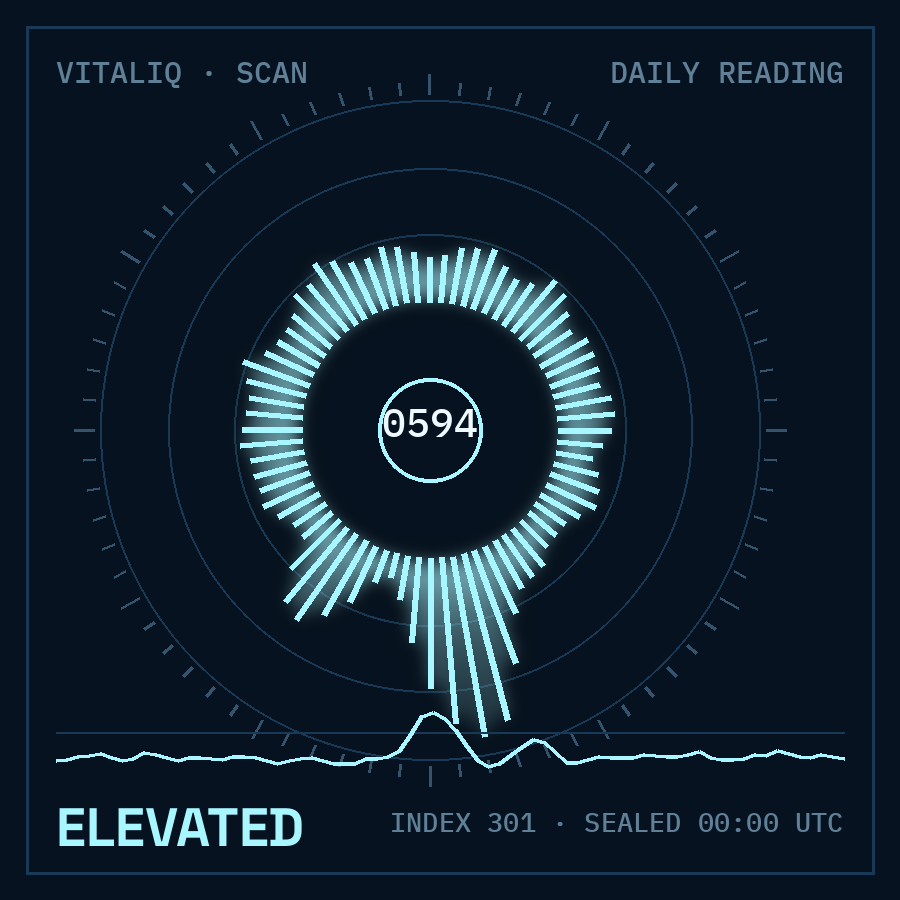 VITALIQ · SCAN
DAILY READING
0594
ELEVATED
INDEX 301 · SEALED 00:00 UTC